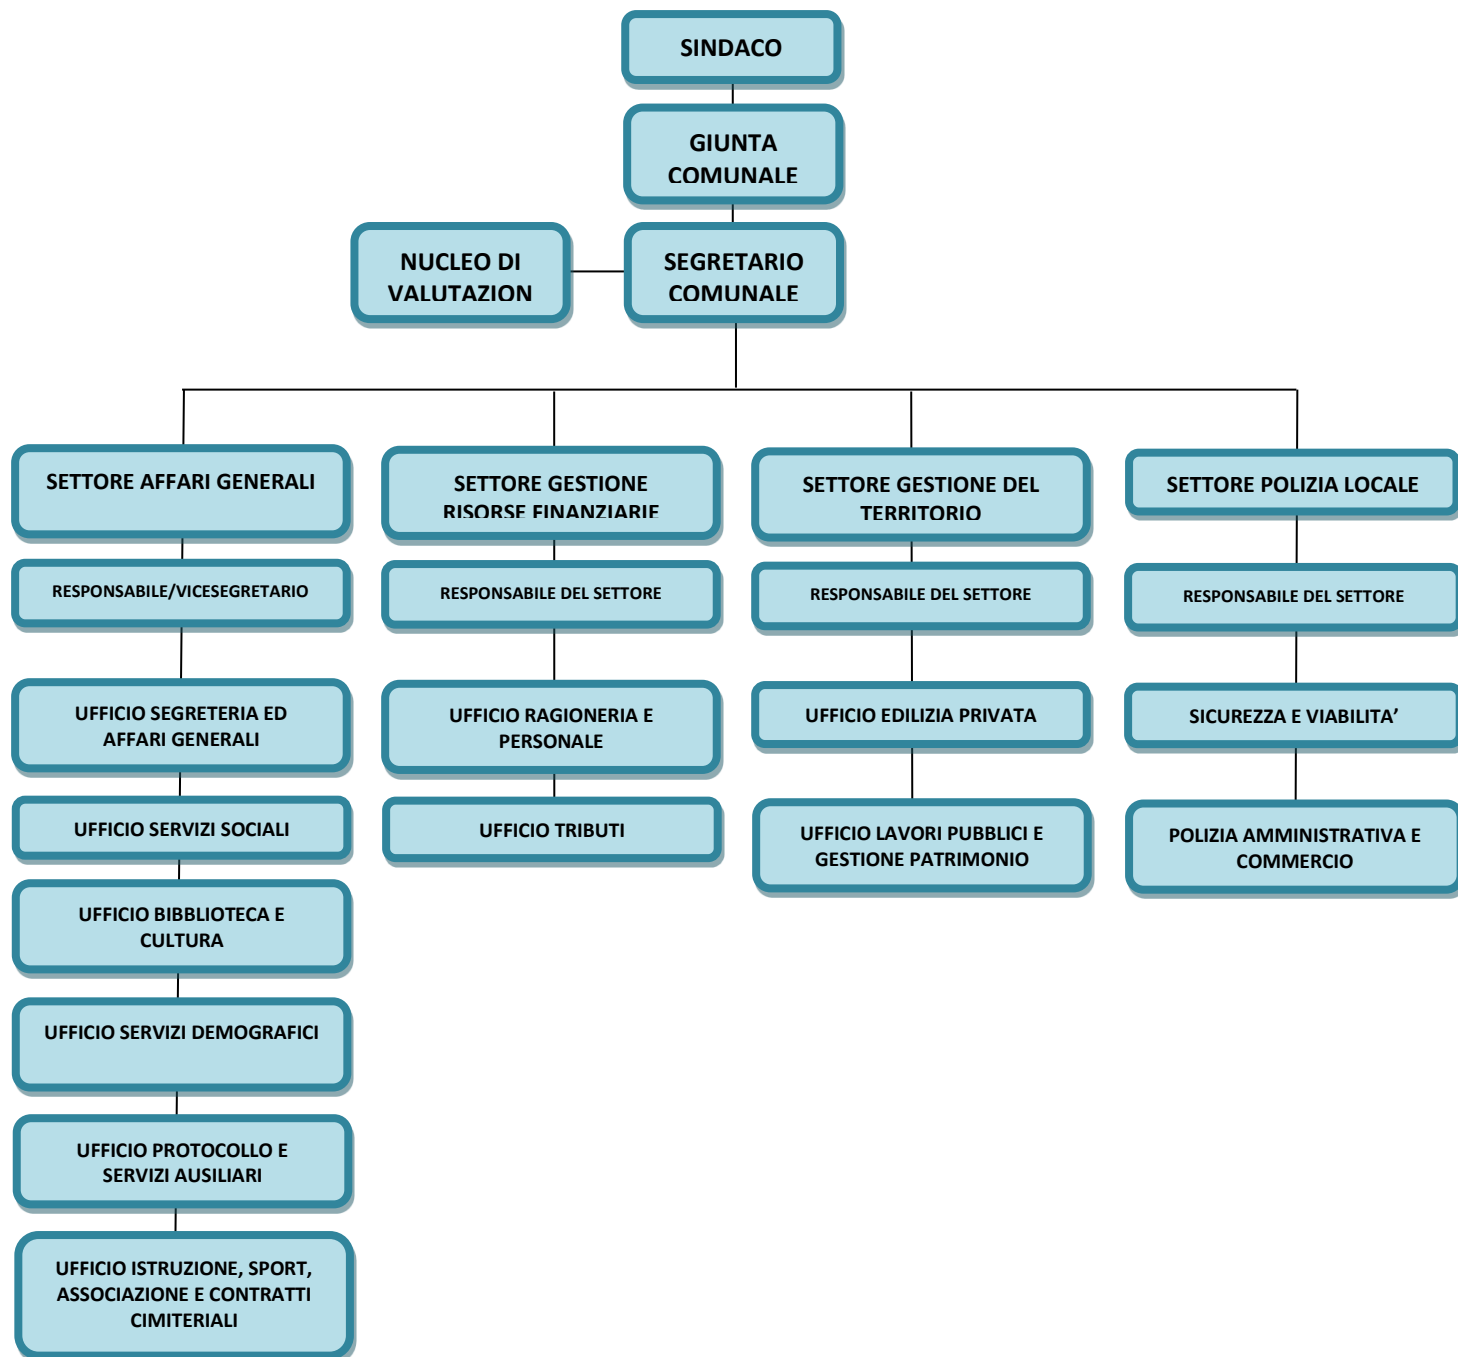 SINDACO
GIUNTA
COMUNALE
NUCLEO DI
VALUTAZION
SEGRETARIO
COMUNALE
SETTORE AFFARI GENERALI
RESPONSABILE/VICESEGRETARIO
UFFICIO SEGRETERIA ED
AFFARI GENERALI
UFFICIO SERVIZI SOCIALI
UFFICIO BIBBLIOTECA E
CULTURA
UFFICIO SERVIZI DEMOGRAFICI
UFFICIO PROTOCOLLO E
SERVIZI AUSILIARI
UFFICIO ISTRUZIONE, SPORT,
ASSOCIAZIONE E CONTRATTI
CIMITERIALI
SETTORE GESTIONE
RISORSE FINANZIARIE
RESPONSABILE DEL SETTORE
UFFICIO RAGIONERIA E
PERSONALE
UFFICIO TRIBUTI
SETTORE GESTIONE DEL
TERRITORIO
RESPONSABILE DEL SETTORE
UFFICIO EDILIZIA PRIVATA
UFFICIO LAVORI PUBBLICI E
GESTIONE PATRIMONIO
SETTORE POLIZIA LOCALE
RESPONSABILE DEL SETTORE
SICUREZZA E VIABILITA’
POLIZIA AMMINISTRATIVA E
COMMERCIO